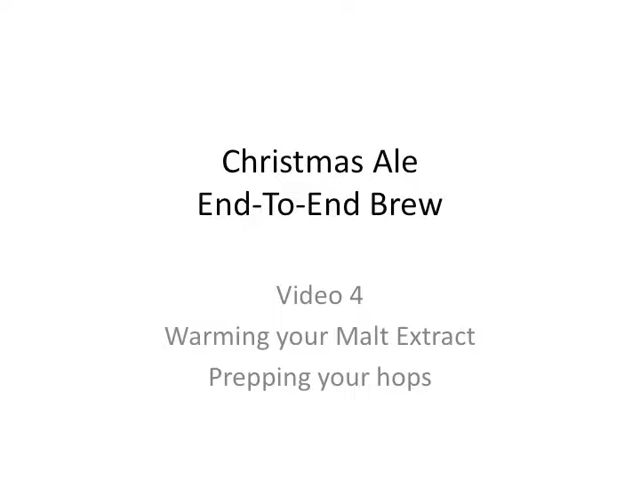 Christmas Ale
End-To-End Brew
Video 4
Warming your Malt Extract
Prepping your hops